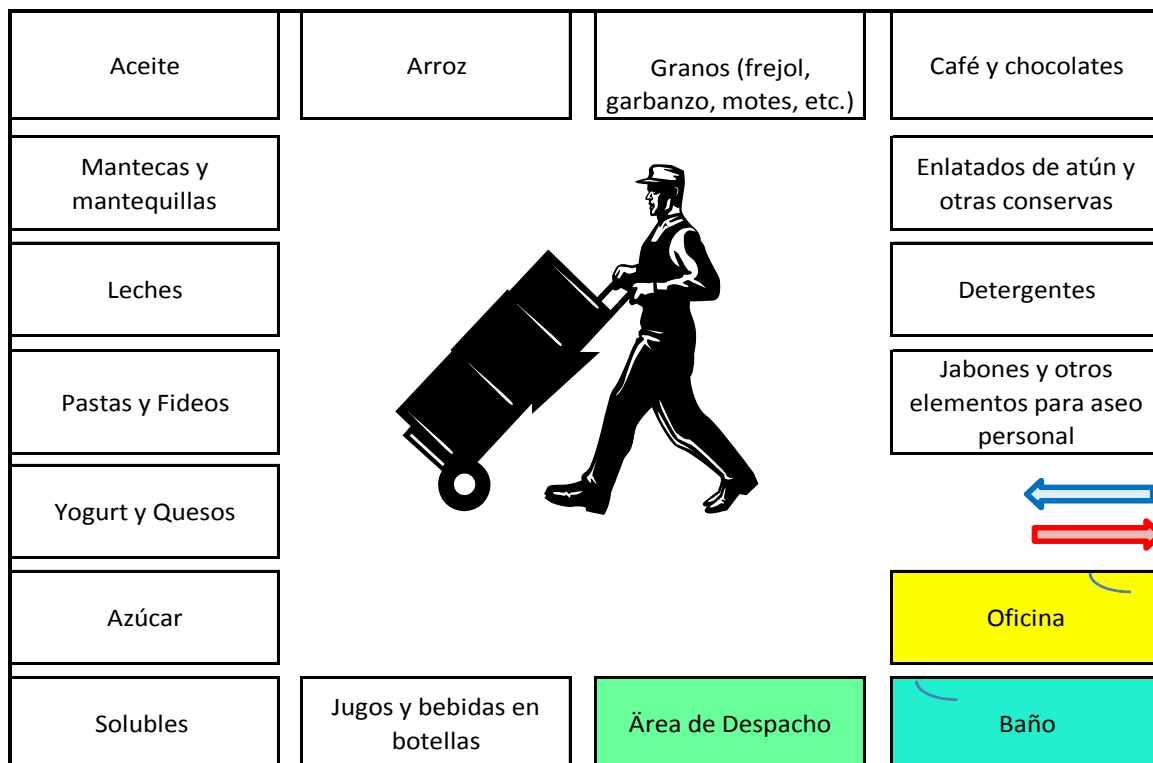 Aceite
Arroz
Granos (frejol,
garbanzo, motes, etc.)
Café y chocolates
Mantecas y
mantequillas
Enlatados de atún y
otras conservas
Leches
Detergentes
Pastas y Fideos
Jabones y otros
elementos para aseo
personal
Yogurt y Quesos
Azúcar
Oficina
Solubles
Jugos y bebidas en
botellas
Ärea de Despacho
Baño